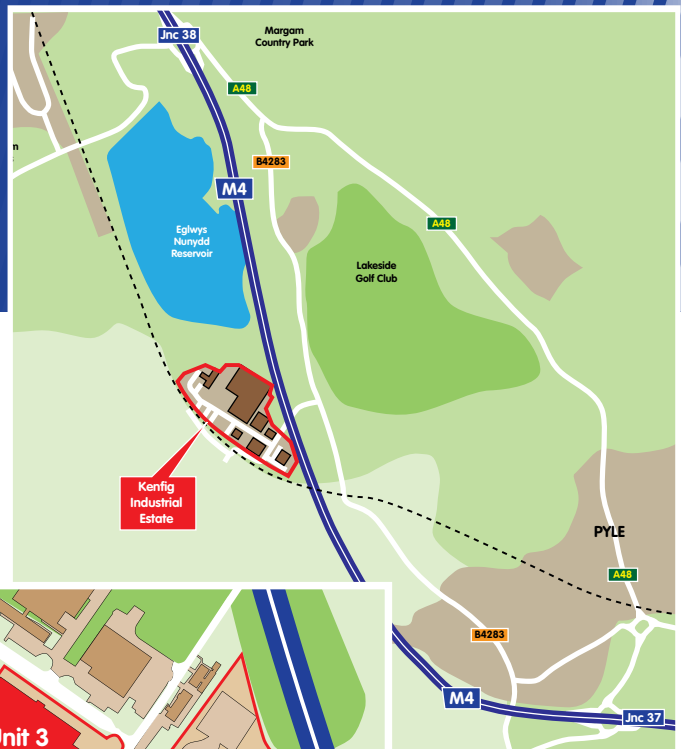 Jnc 38
Margam
Country Park
A48
B4283
M4
A48
Eglwys
Nunydd
Reservoir
Lakeside
Golf Club
Kenfig
Industrial
Estate
PYLE
A48
B4283
M4
Jnc 37
Unit 3